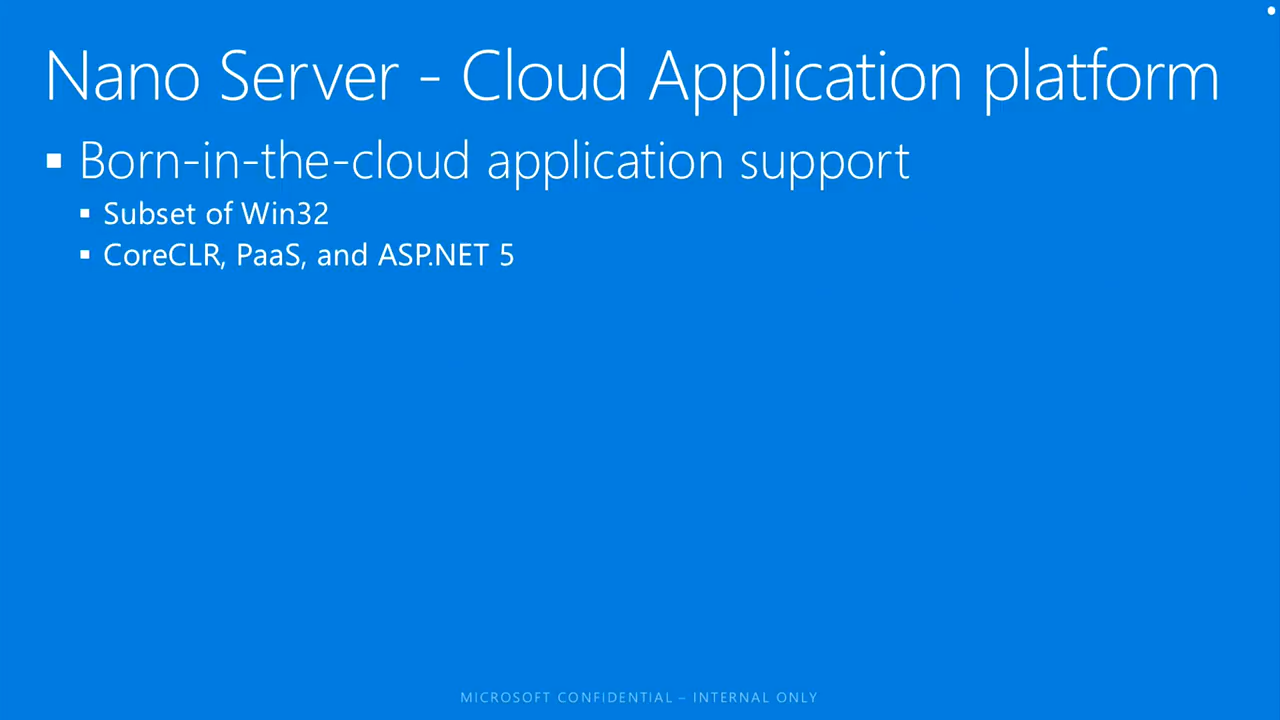 Nano Server - Cloud Application platform
▪ Born-in-the-cloud application support
▪ Subset of Win32
▪ CoreCLR, PaaS, and ASP.NET 5
MICROSOFT CONFIDENTIAL – INTERNAL ONLY